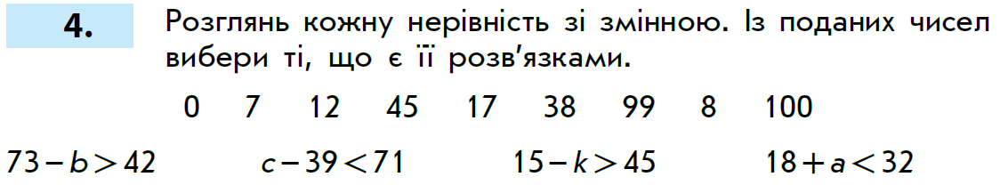 4. Розглянь кожну нерівність зі змінною. Із поданих чисел
вибери ті, що є її розв'язками.
0 7 12 45 17 38 99 8 100
73 – b > 42 c – 39 < 71 15 – k > 45 18 + a < 32